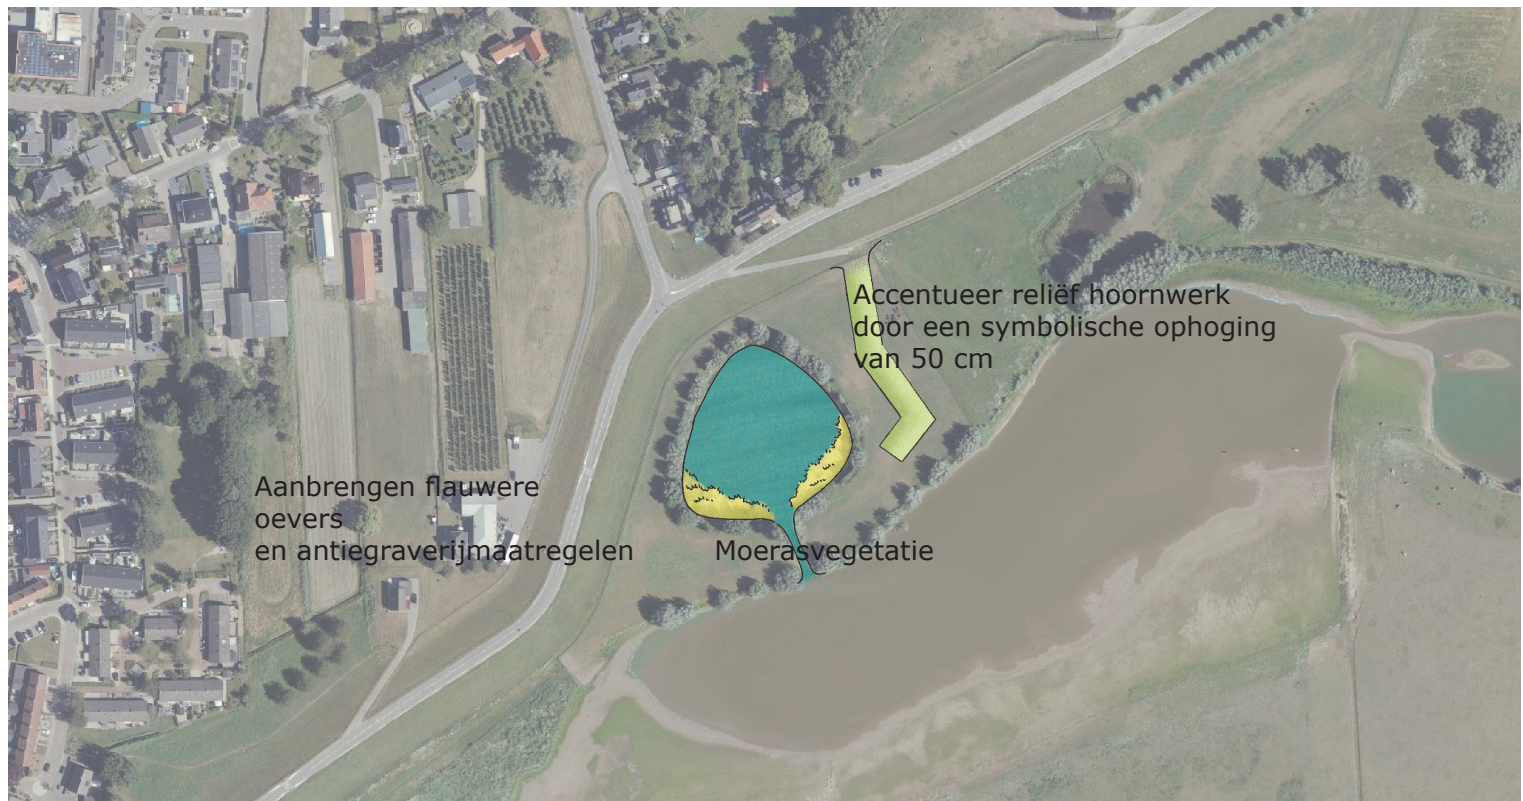 Accentueer reliëf hoornwerk
door een symbolische ophoging
van 50 cm
Aanbrengen flauwere
oevers
en antiegraverijmaatregelen
Moerasvegetatie